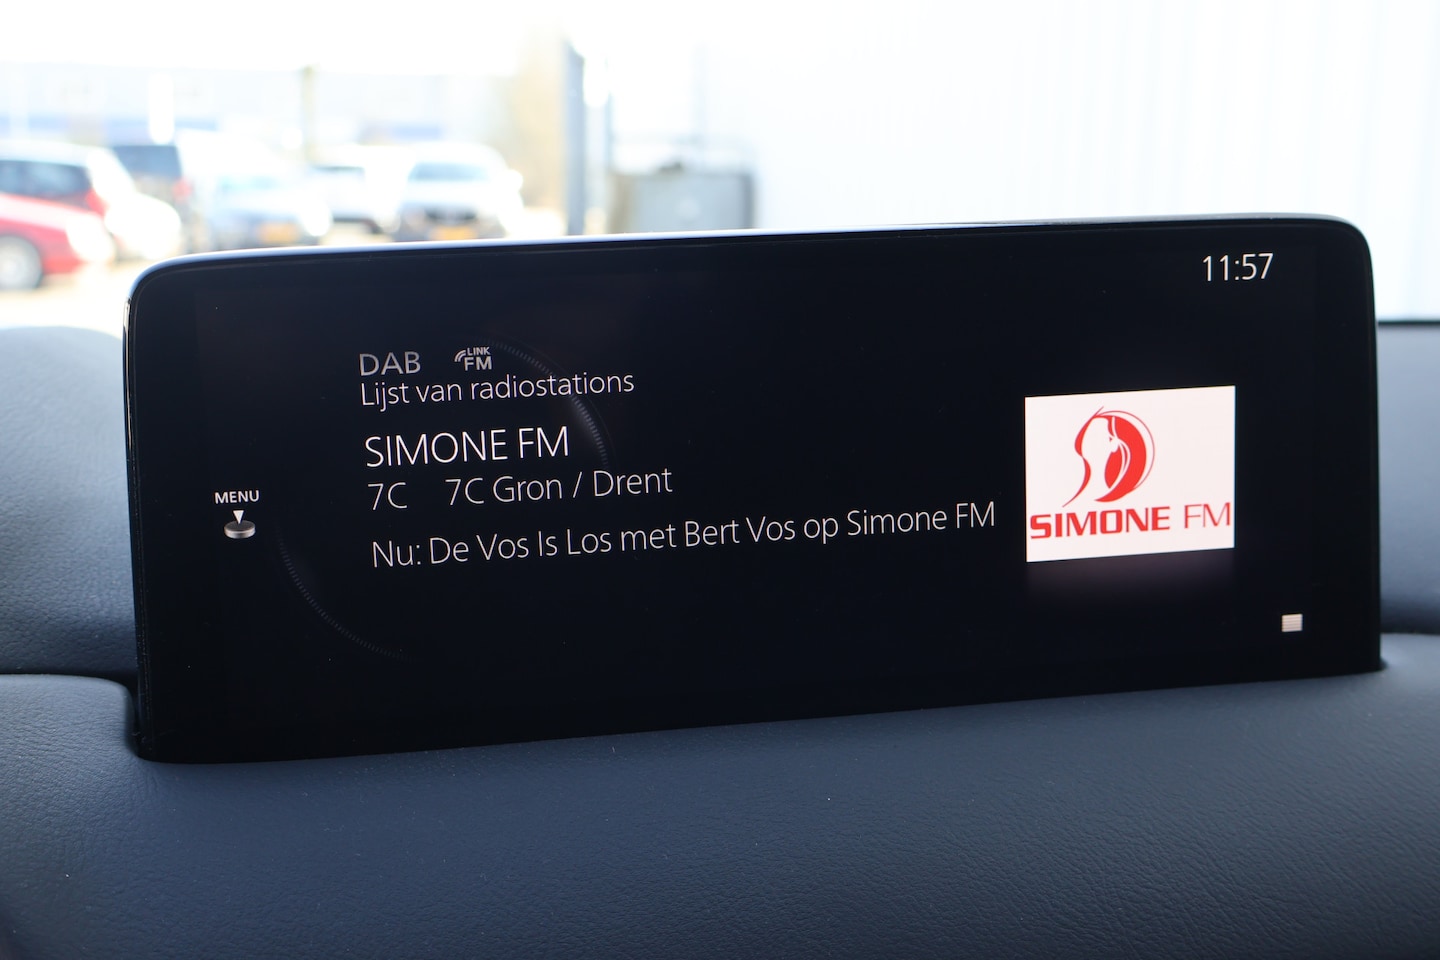 11:57
DAB LINK FM
Lijst van radiostations
SIMONE FM
7C 7C Gron / Drent
Nu: De Vos Is Los met Bert Vos op Simone FM
MENU
SIMONE FM